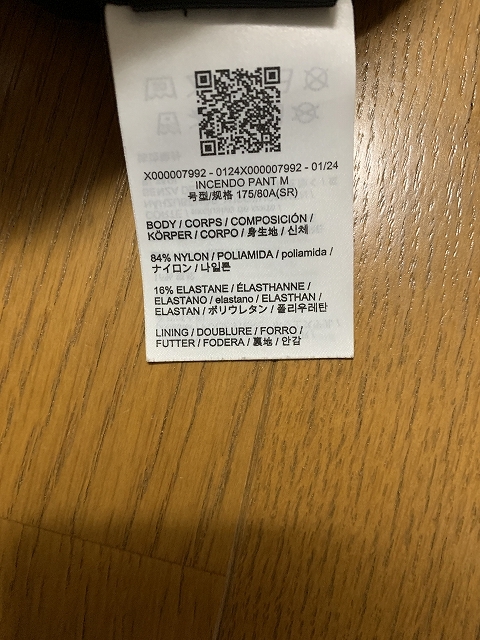 X000007992 - 0124X000007992 - 01/24
INCENDO PANT M
号型/规格 175/80A(SR)
BODY / CORPS / COMPOSICIÓN /
KÖRPER / CORPO / 身生地 / 신체
84% NYLON / POLIAMIDA / poliamida /
ナイロン / 나일론
16% ELASTANE / ÉLASTHANNE /
ELASTANO / elastano / ELASTHAN /
ELASTAN / ポリウレタン / 폴리우레탄
LINING / DOUBLURE / FORRO /
FUTTER / FODERA / 裏地 / 안감